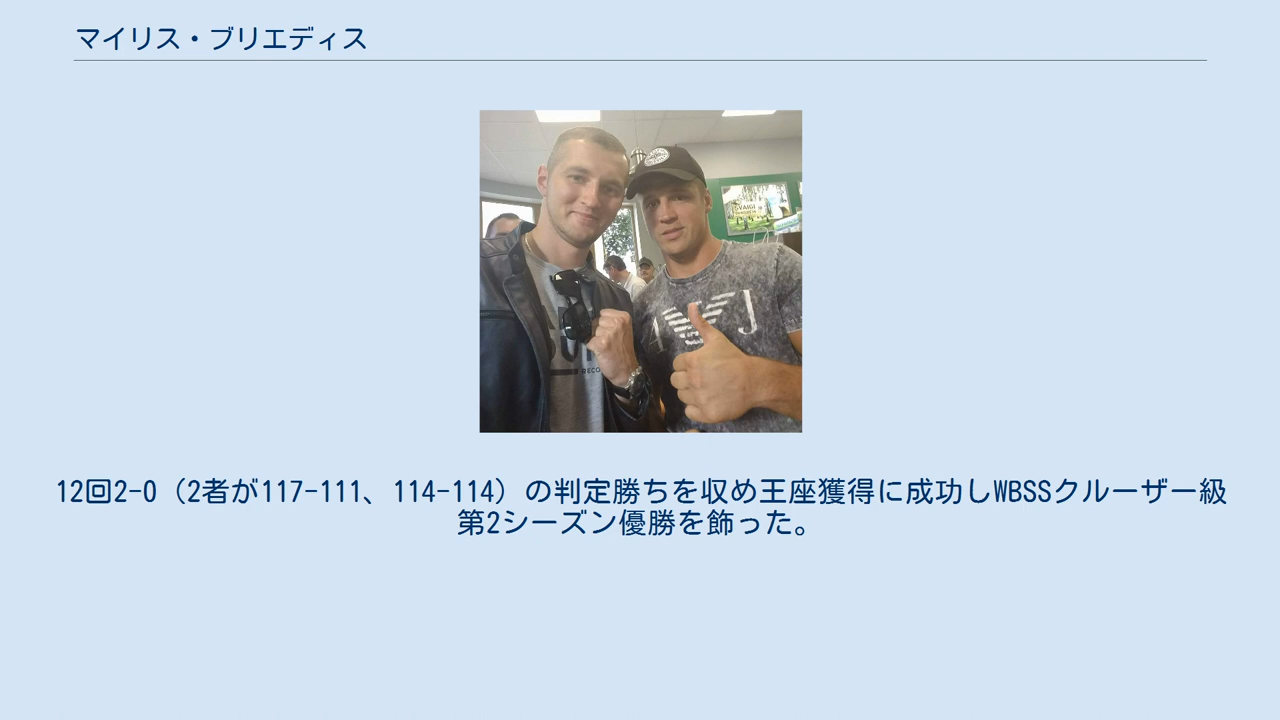 マイリス・ブリエディス
SVAIGI
A J
RECO
12回2-0（2者が117-111、114-114）の判定勝ちを収め王座獲得に成功しWBSSクルーザー級
第2シーズン優勝を飾った。